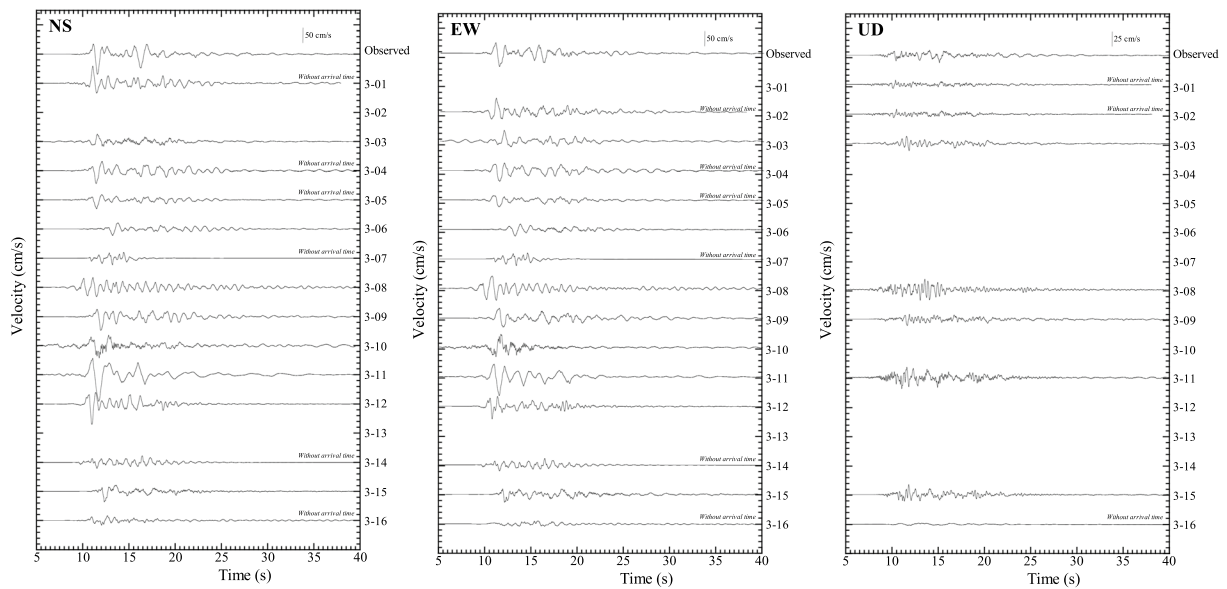 NS
50 cm/s
Observed
Without arrival time
3-01
3-02
3-03
Without arrival time
3-04
Without arrival time
3-05
3-06
Without arrival time
3-07
3-08
3-09
3-10
3-11
3-12
3-13
Without arrival time
3-14
3-15
Without arrival time
3-16
Velocity (cm/s)
5 10 15 20 25 30 35 40
Time (s)
EW
50 cm/s
Observed
3-01
Without arrival time
3-02
3-03
Without arrival time
3-04
Without arrival time
3-05
3-06
Without arrival time
3-07
3-08
3-09
3-10
3-11
3-12
3-13
Without arrival time
3-14
3-15
Without arrival time
3-16
Velocity (cm/s)
5 10 15 20 25 30 35 40
Time (s)
UD
25 cm/s
Observed
Without arrival time
3-01
Without arrival time
3-02
3-03
3-04
3-05
3-06
3-07
3-08
3-09
3-10
3-11
3-12
3-13
3-14
3-15
Without arrival time
3-16
Velocity (cm/s)
5 10 15 20 25 30 35 40
Time (s)